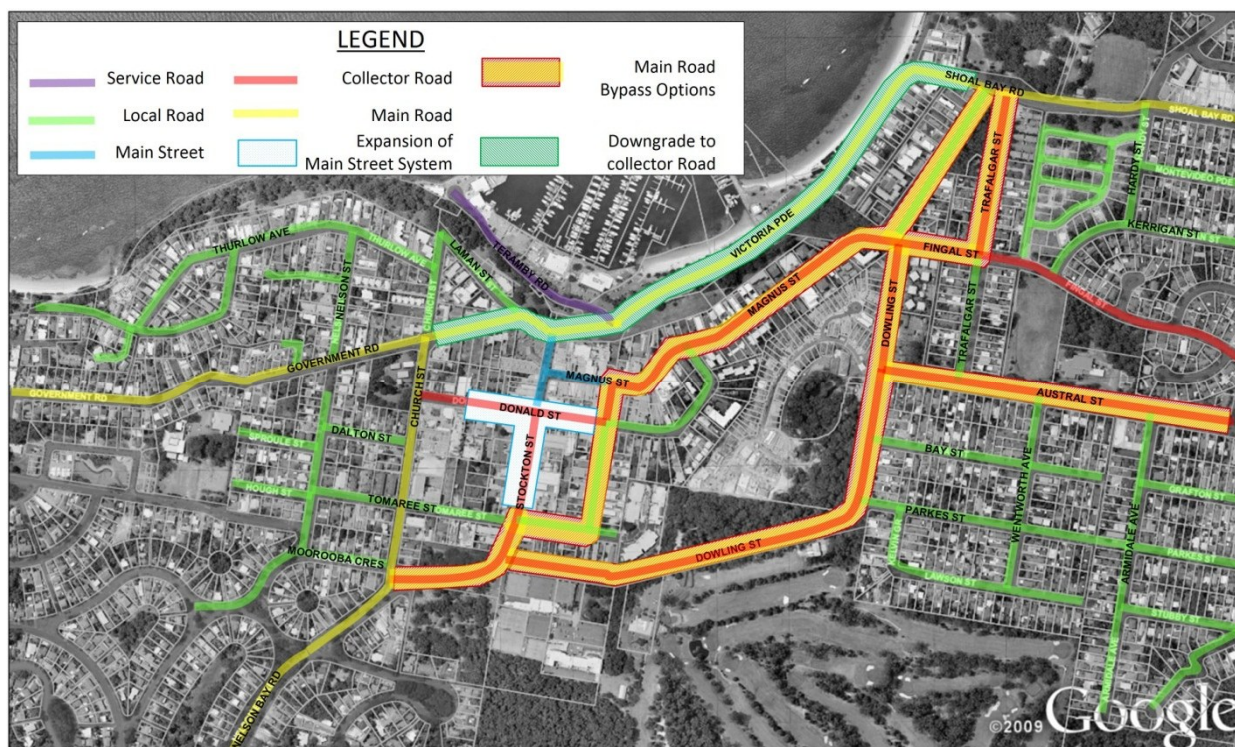 LEGEND
Service Road
Local Road
Main Street
Collector Road
Main Road
Expansion of
Main Street System
Main Road
Bypass Options
Downgrade to
collector Road
SHOAL BAY RD
SHOAL BAY RD
TRAFALGAR ST
HARDY ST
MONTEVIDEO PDE
KERRIGAN ST
THURLOW AVE
THURLOW AVE
NELSON ST
LAMAN ST
CHURCH ST
TERAMBY RD
VICTORIA PDE
MAGNUS ST
FINGAL ST
FINGAL ST
TRAFALGAR ST
DOWLING ST
GOVERNMENT RD
GOVERNMENT RD
CHURCH ST
MAGNUS ST
DONALD ST
STOCKTON ST
AUSTRAL ST
SPROULE ST
DALTON ST
BAY ST
WENTWORTH AVE
HOUGH ST
TOMAREE ST
TOMAREE ST
GRAFTON ST
PARKES ST
PARKES ST
ARMIDALE AVE
MOOROOBA CRES
DOWLING ST
LAWSON ST
STUBBY ST
ARMIDALE AVE
NELSON BAY RD
©2009 Google